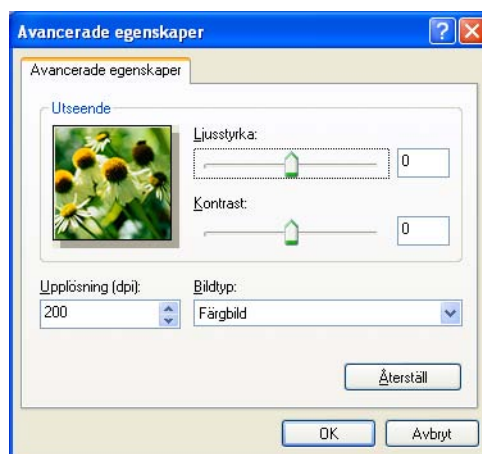 Avancerade egenskaper
Avancerade egenskaper
Utseende
Ljusstyrka:
0
Kontrast:
0
Upplösning (dpi):
Bildtyp:
200
Färgbild
Återställ
OK
Avbryt